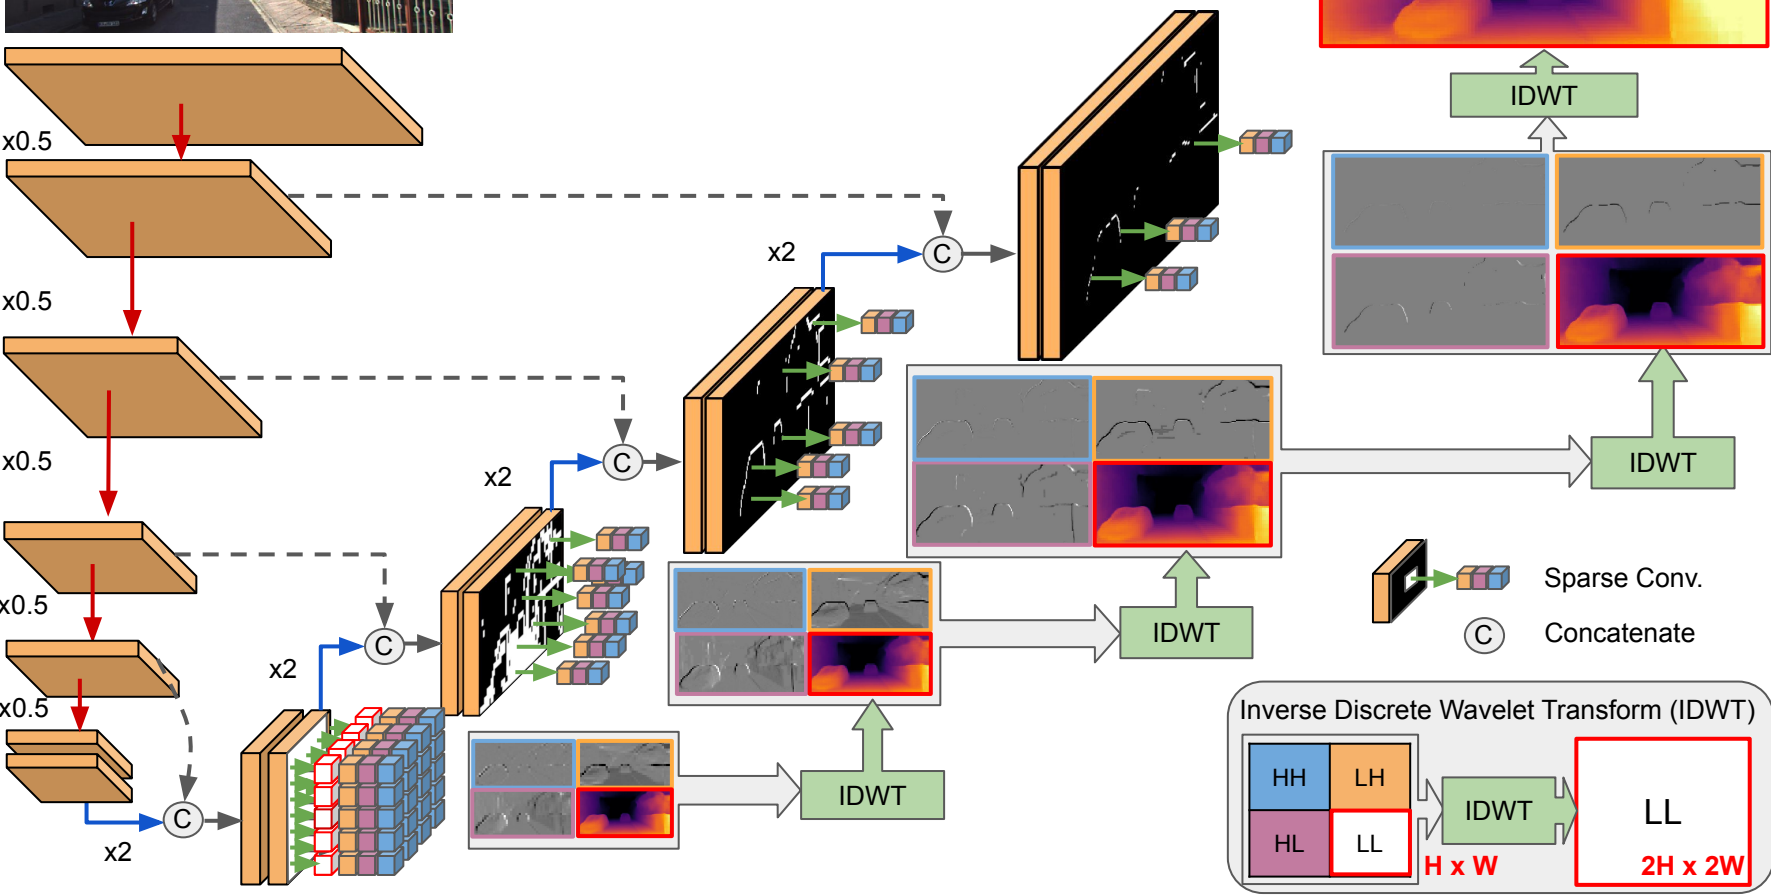 IDWT
x0.5
x2
C
x0.5
x2
C
IDWT
x0.5
x2
C
Sparse Conv.
x0.5
C
Concatenate
IDWT
x2
x0.5
Inverse Discrete Wavelet Transform (IDWT)
HH
LH
IDWT
IDWT
LL
C
HL
LL
x2
H x W
2H x 2W